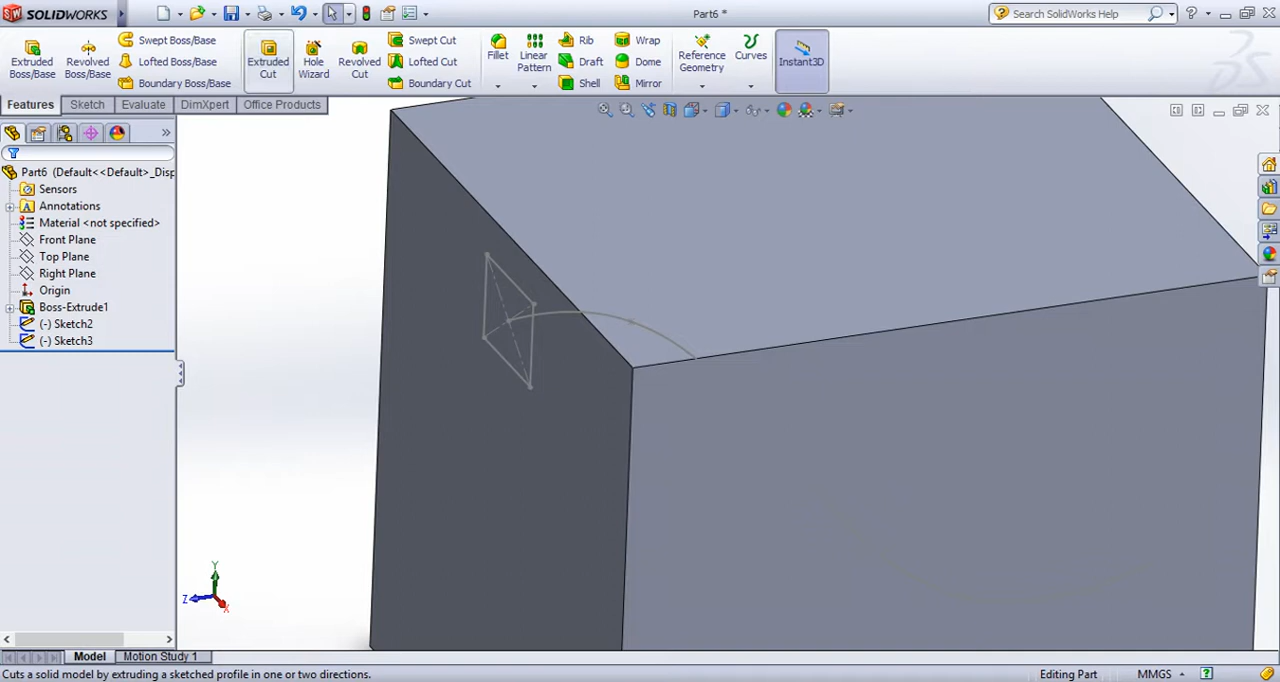 SOLIDWORKS
Part6 *
Search SolidWorks Help
Extruded Boss/Base
Revolved Boss/Base
Swept Boss/Base
Lofted Boss/Base
Boundary Boss/Base
Extruded Cut
Hole Wizard
Revolved Cut
Swept Cut
Lofted Cut
Boundary Cut
Fillet
Linear Pattern
Rib
Draft
Shell
Wrap
Dome
Mirror
Reference Geometry
Curves
Instant3D
Features
Sketch
Evaluate
DimXpert
Office Products
Part6 (Default<<Default>_Disp
Sensors
Annotations
Material <not specified>
Front Plane
Top Plane
Right Plane
Origin
Boss-Extrude1
(-) Sketch2
(-) Sketch3
Y
Z
X
Model
Motion Study 1
Cuts a solid model by extruding a sketched profile in one or two directions.
Editing Part
MMGS